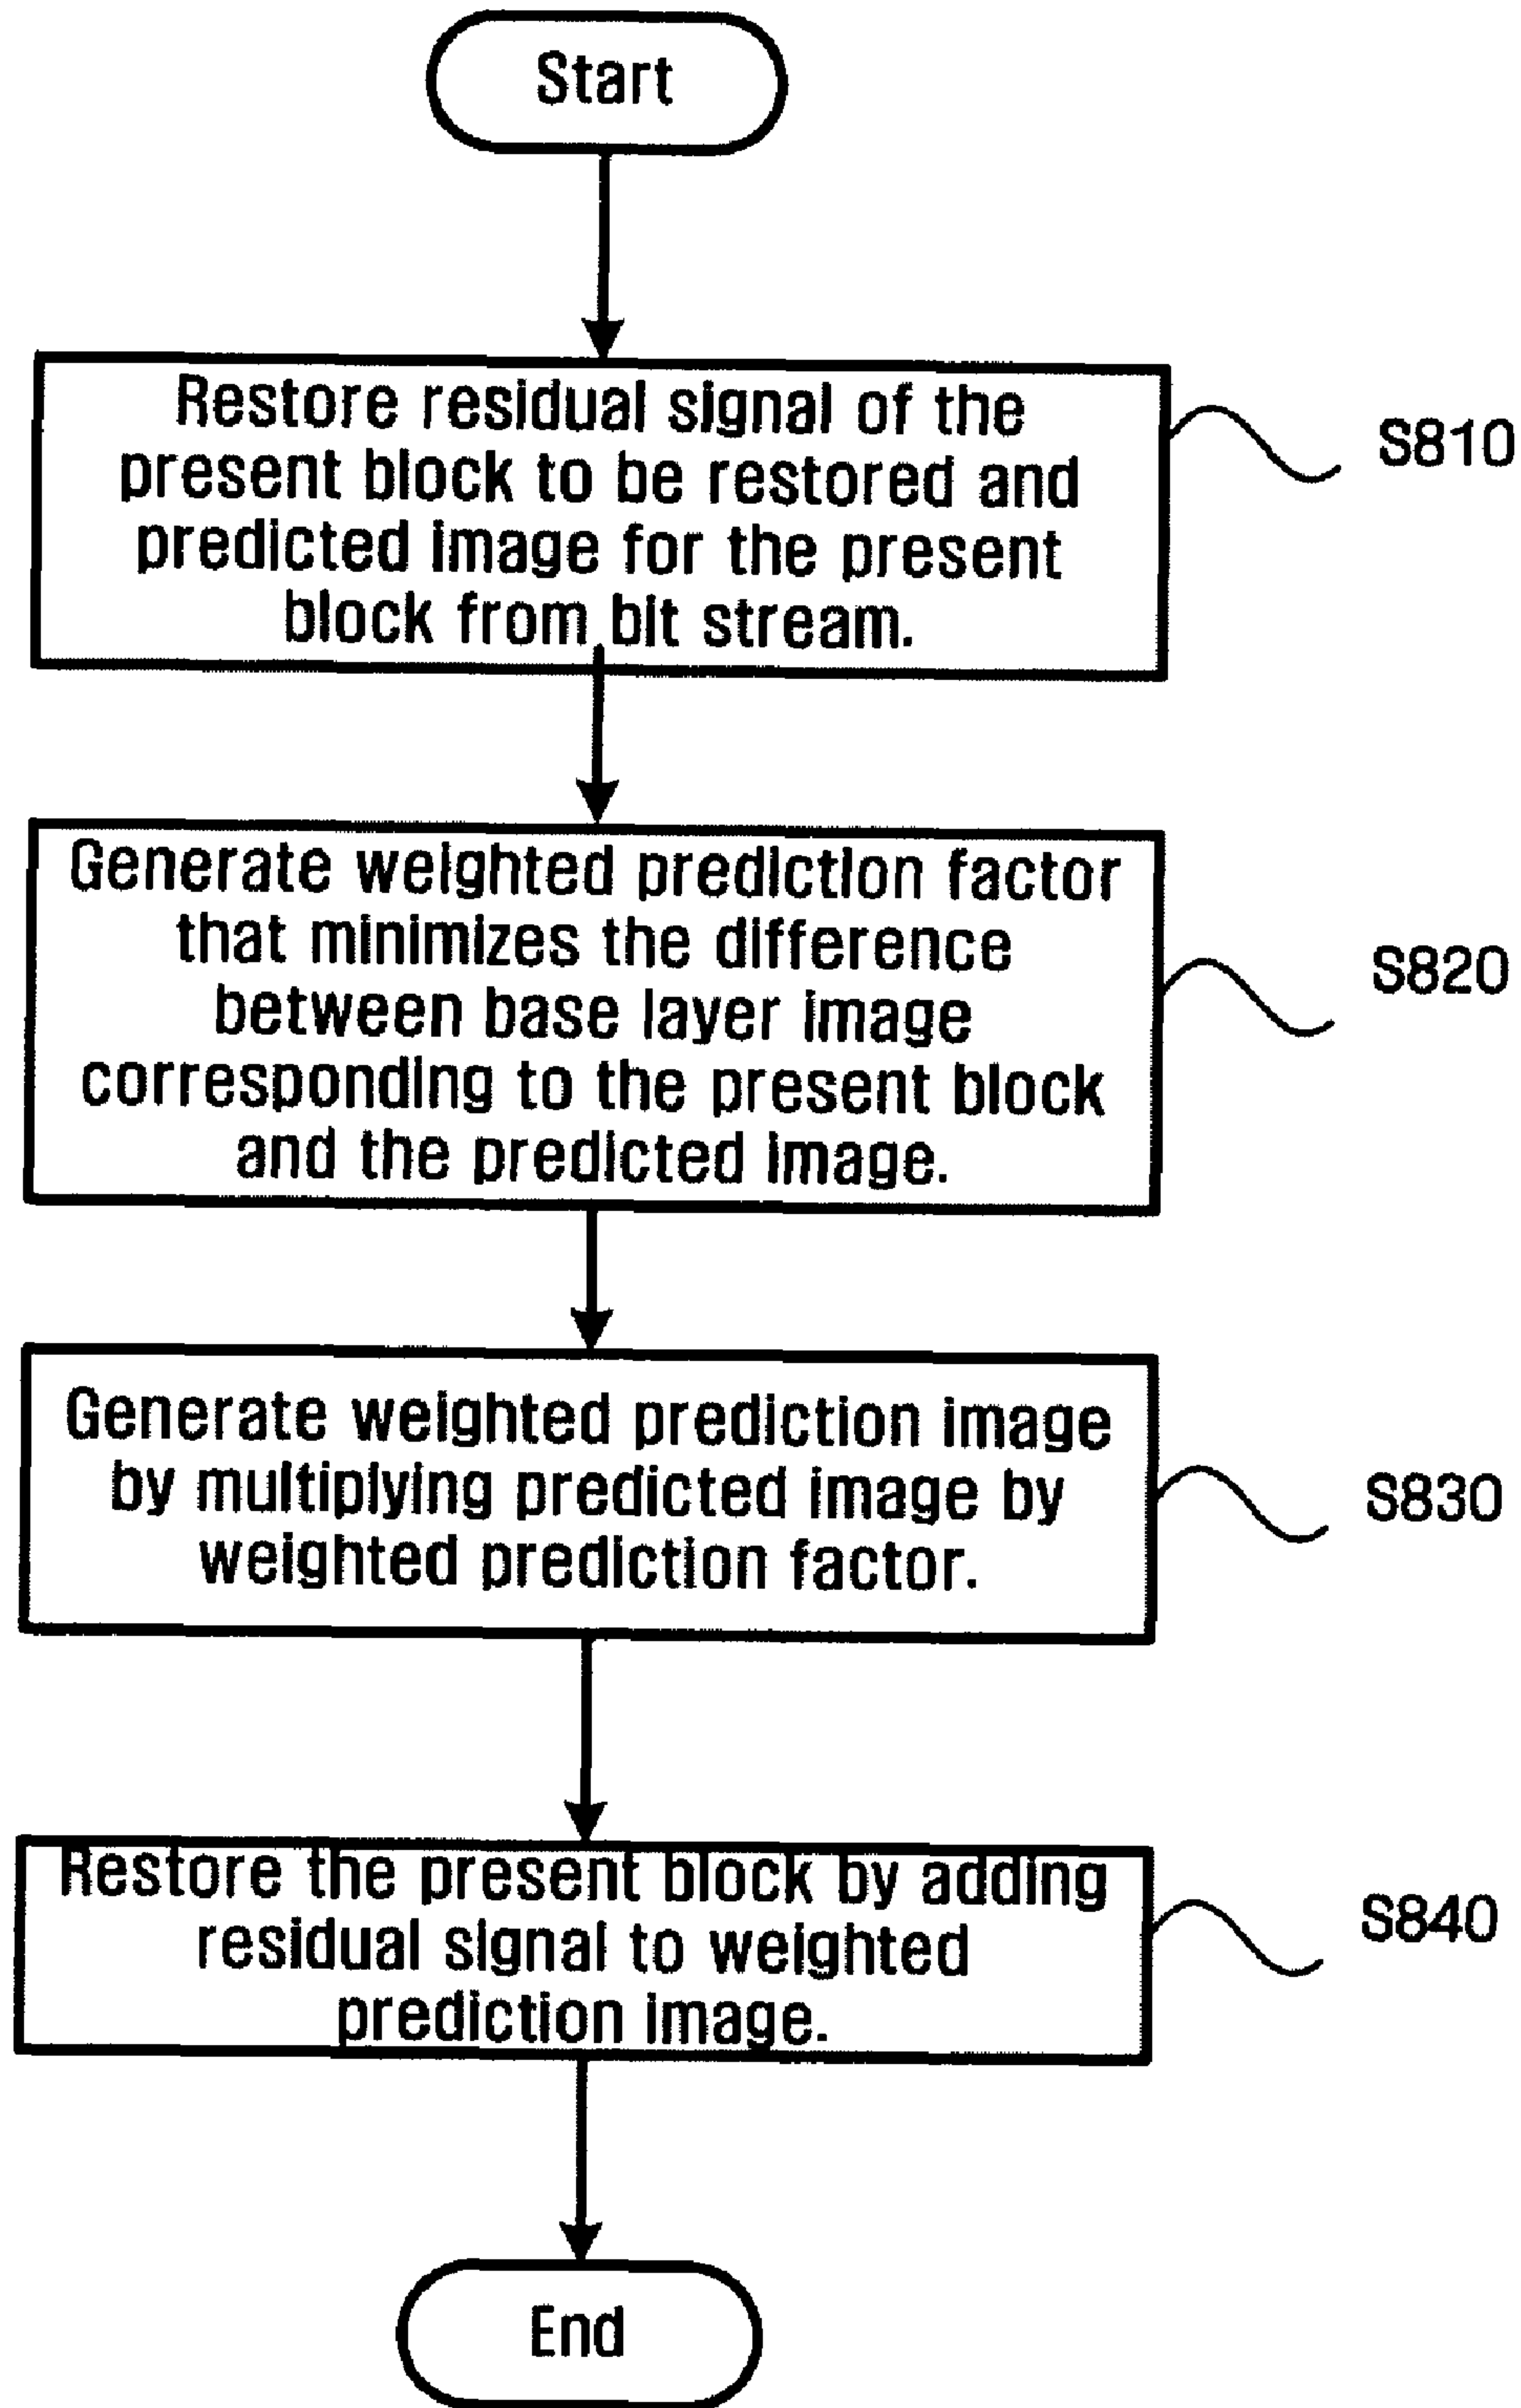 Start
Restore residual signal of the
present block to be restored and
predicted image for the present
block from bit stream.
S810
Generate weighted prediction factor
that minimizes the difference
between base layer image
corresponding to the present block
and the predicted image.
S820
Generate weighted prediction image
by multiplying predicted image by
weighted prediction factor.
S830
Restore the present block by adding
residual signal to weighted
prediction image.
S840
End